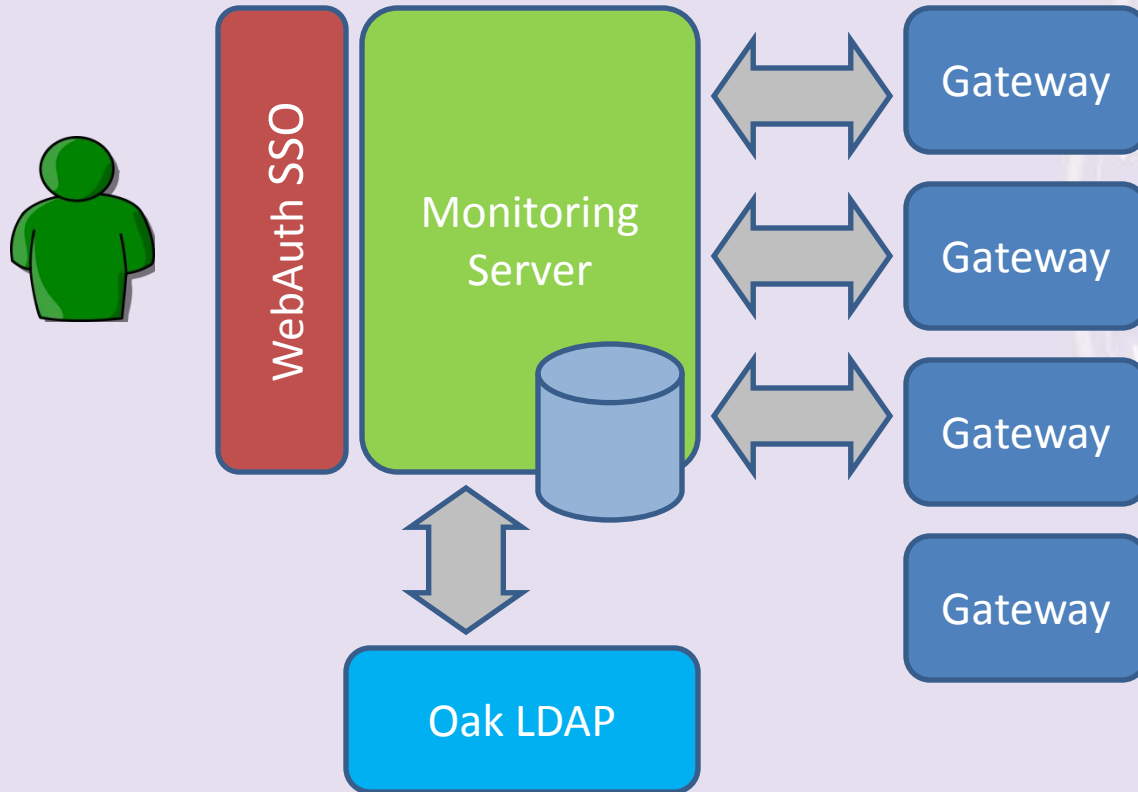 WebAuth SSO
Monitoring
Server
Gateway
Gateway
Gateway
Gateway
Oak LDAP